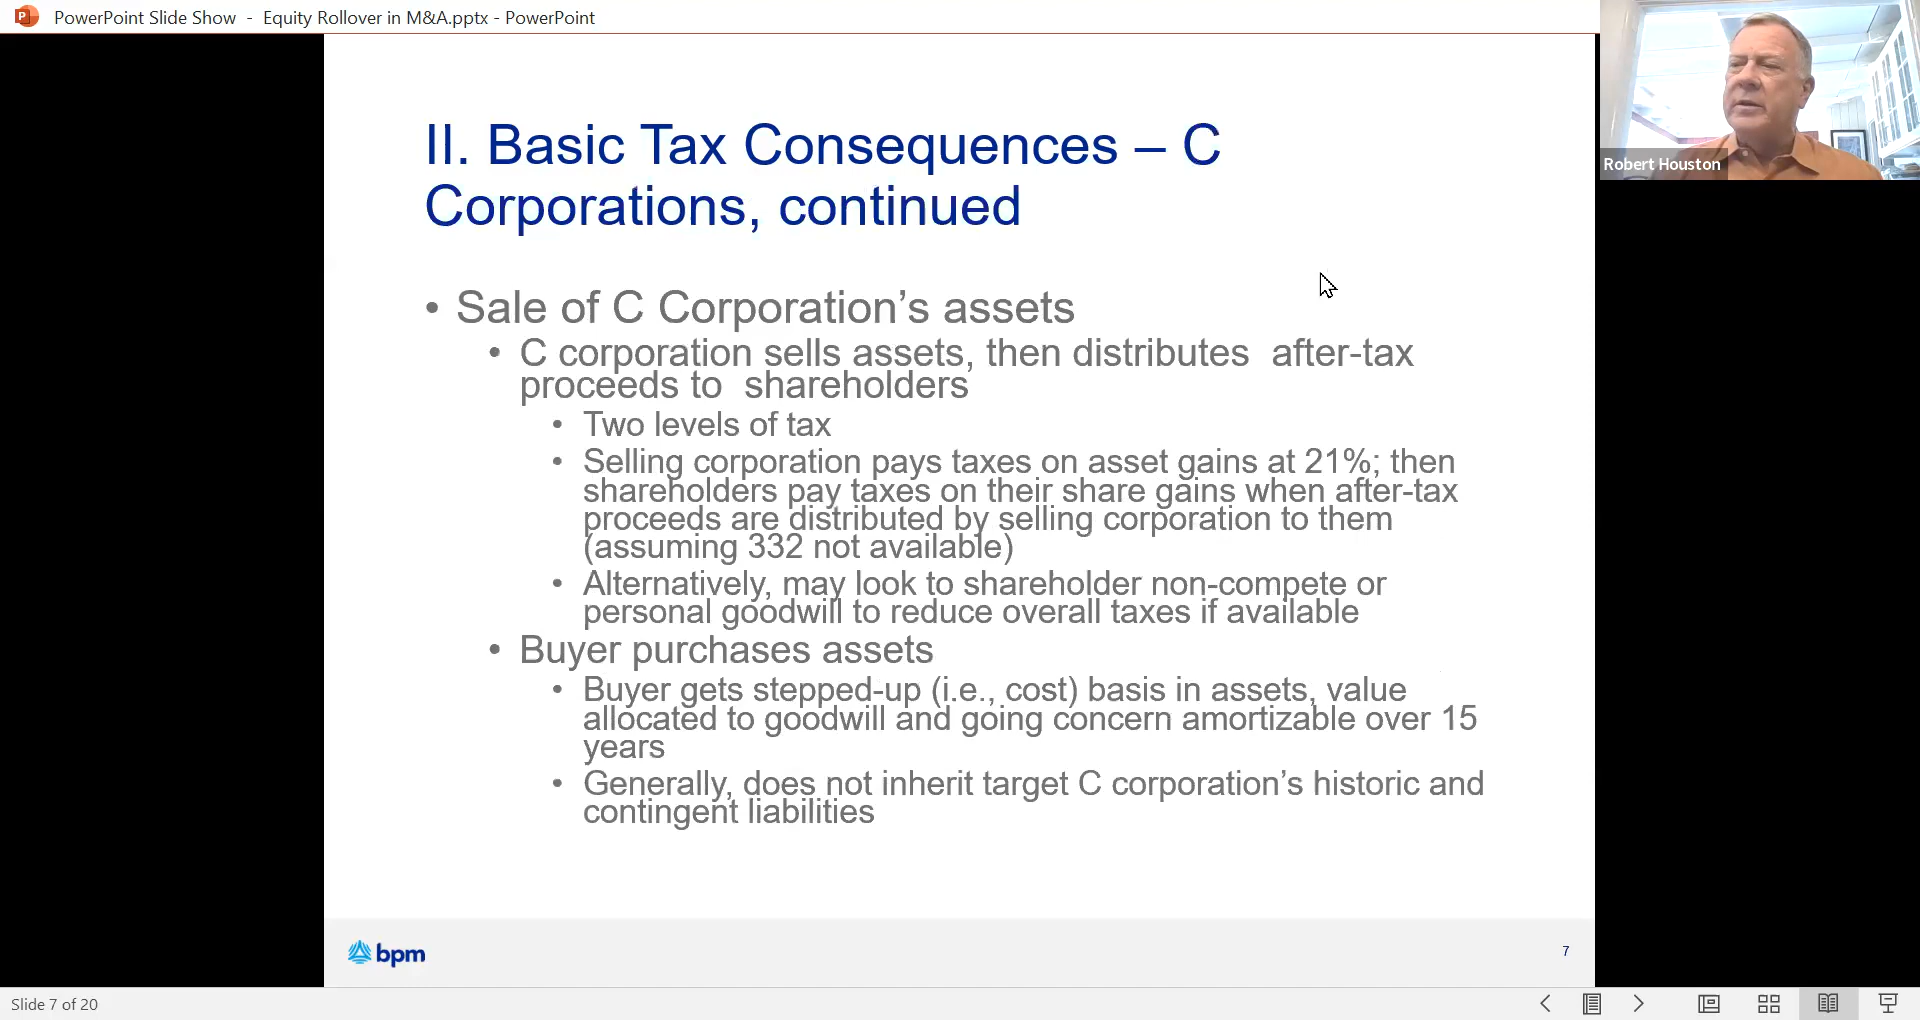 PowerPoint Slide Show - Equity Rollover in M&A.pptx - PowerPoint
Robert Houston
II. Basic Tax Consequences – C
Corporations, continued
• Sale of C Corporation’s assets
• C corporation sells assets, then distributes after-tax
proceeds to shareholders
• Two levels of tax
• Selling corporation pays taxes on asset gains at 21%; then
shareholders pay taxes on their share gains when after-tax
proceeds are distributed by selling corporation to them
(assuming 332 not available)
• Alternatively, may look to shareholder non-compete or
personal goodwill to reduce overall taxes if available
• Buyer purchases assets
• Buyer gets stepped-up (i.e., cost) basis in assets, value
allocated to goodwill and going concern amortizable over 15
years
• Generally, does not inherit target C corporation’s historic and
contingent liabilities
bpm
7
Slide 7 of 20